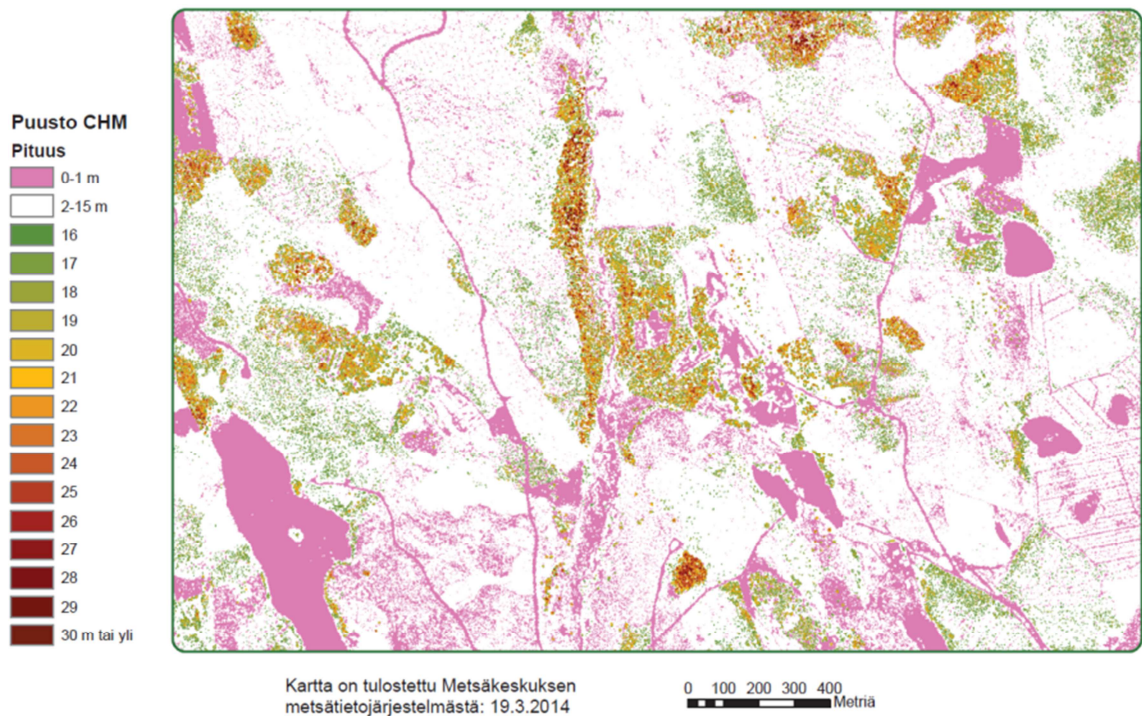 Puusto CHM
Pituus
0-1 m
2-15 m
16
17
18
19
20
21
22
23
24
25
26
27
28
29
30 m tai yli
Kartta on tulostettu Metsäkeskuksen
metsätietojärjestelmästä: 19.3.2014
0 100 200 300 400
Metriä